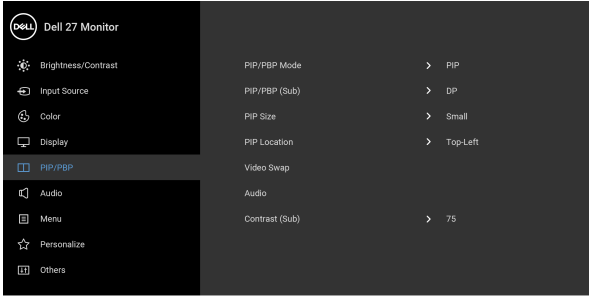 DELL Dell 27 Monitor
Brightness/Contrast PIP/PBP Mode PIP
Input Source PIP/PBP (Sub) DP
Color PIP Size Small
Display PIP Location Top-Left
PIP/PBP Video Swap
Audio Audio
Menu Contrast (Sub) 75
Personalize
Others